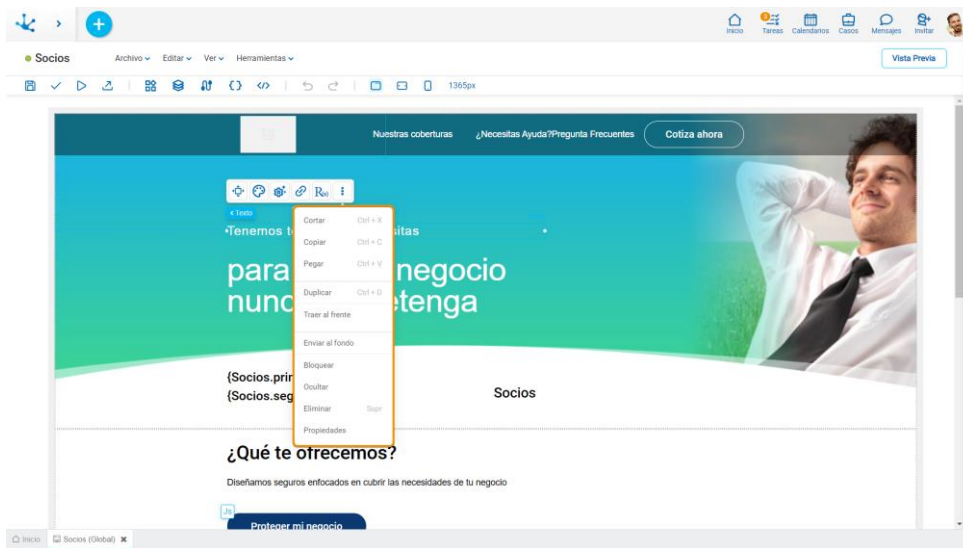 Inicio
3
Tareas
Calendarios
Casos
Mensajes
Invitar
Socios
Archivo
Editar
Ver
Herramientas
Vista Previa
1365px
Nuestras coberturas
¿Necesitas Ayuda?Pregunta Frecuentes
Cotiza ahora
< Texto
Tenemos t sitas
para negocio
nunc tenga
Cortar Ctrl + X
Copiar Ctrl + C
Pegar Ctrl + V
Duplicar Ctrl + D
Traer al frente
Enviar al fondo
Bloquear
Ocultar
Eliminar Supr
Propiedades
{Socios.prir
{Socios.seg
Socios
¿Qué te ofrecemos?
Diseñamos seguros enfocados en cubrir las necesidades de tu negocio
Js
Proteger mi negocio
Inicio
Socios (Global)